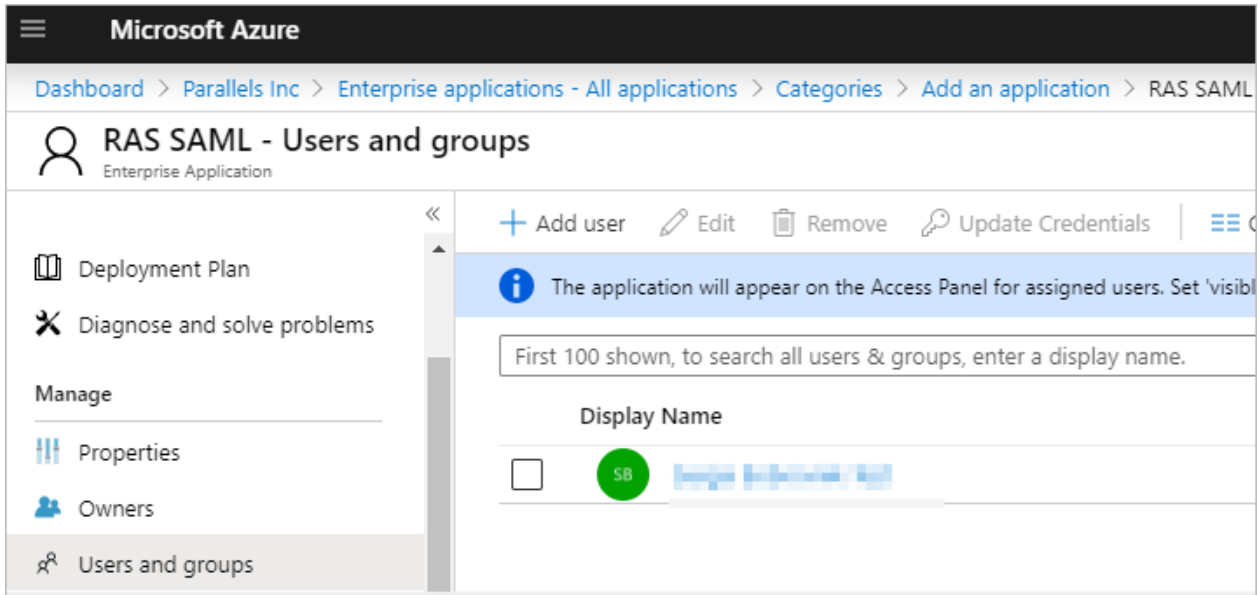 Microsoft Azure
Dashboard > Parallels Inc > Enterprise applications - All applications > Categories > Add an application > RAS SAML
RAS SAML - Users and groups
Enterprise Application
«
Add user Edit Remove Update Credentials
Deployment Plan
The application will appear on the Access Panel for assigned users. Set 'visibl
Diagnose and solve problems
First 100 shown, to search all users & groups, enter a display name.
Manage
Display Name
Properties
SB
Owners
Users and groups